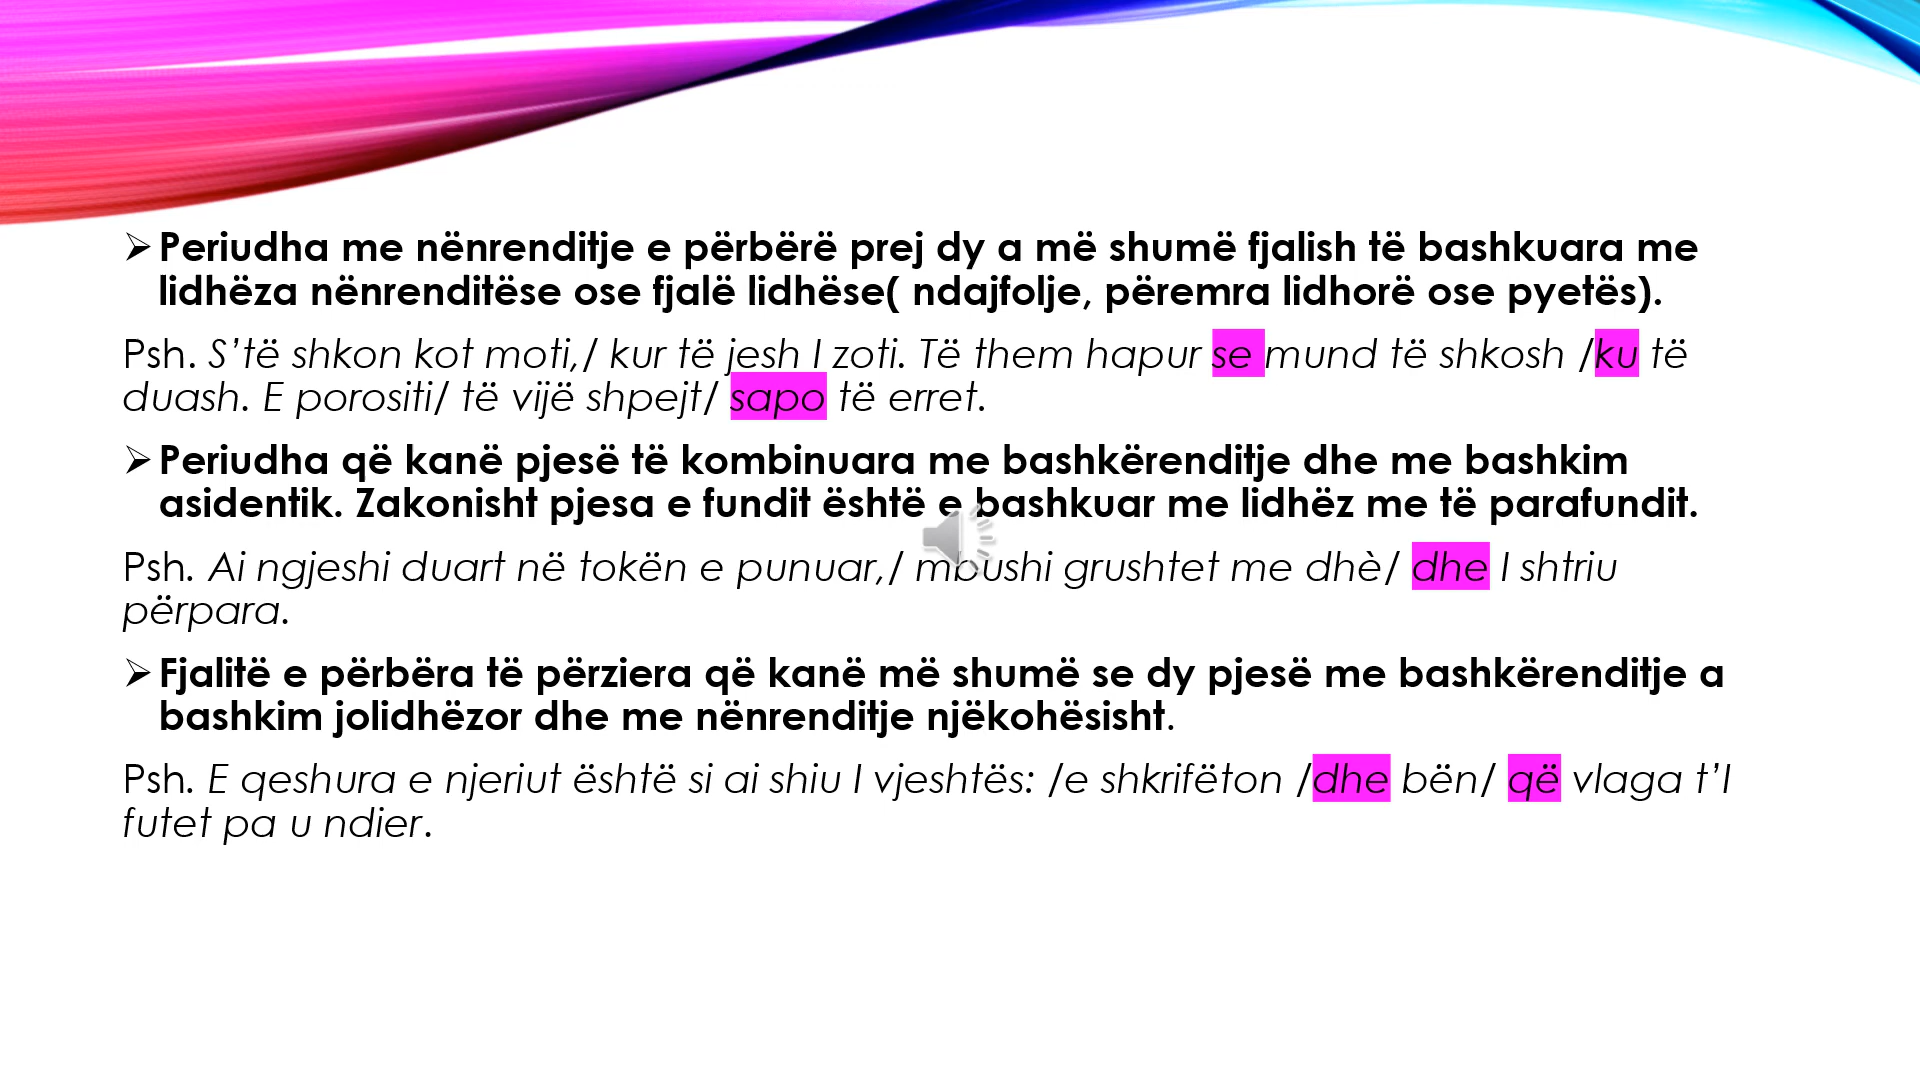 ➢ Periudha me nënrenditje e përbërë prej dy a më shumë fjalish të bashkuara me
lidhëza nënrenditëse ose fjalë lidhëse( ndajfolje, përemra lidhorë ose pyetës).
Psh. S’të shkon kot moti,/ kur të jesh I zoti. Të them hapur se mund të shkosh /ku të
duash. E porositi/ të vijë shpejt/ sapo të erret.
➢ Periudha që kanë pjesë të kombinuara me bashkërenditje dhe me bashkim
asidentik. Zakonisht pjesa e fundit është e bashkuar me lidhëz me të parafundit.
Psh. Ai ngjeshi duart në tokën e punuar,/ mbushi grushtet me dhè/ dhe I shtriu
përpara.
➢ Fjalitë e përbëra të përziera që kanë më shumë se dy pjesë me bashkërenditje a
bashkim jolidhëzor dhe me nënrenditje njëkohësisht.
Psh. E qeshura e njeriut është si ai shiu I vjeshtës: /e shkrifëton /dhe bën/ që vlaga t’I
futet pa u ndier.